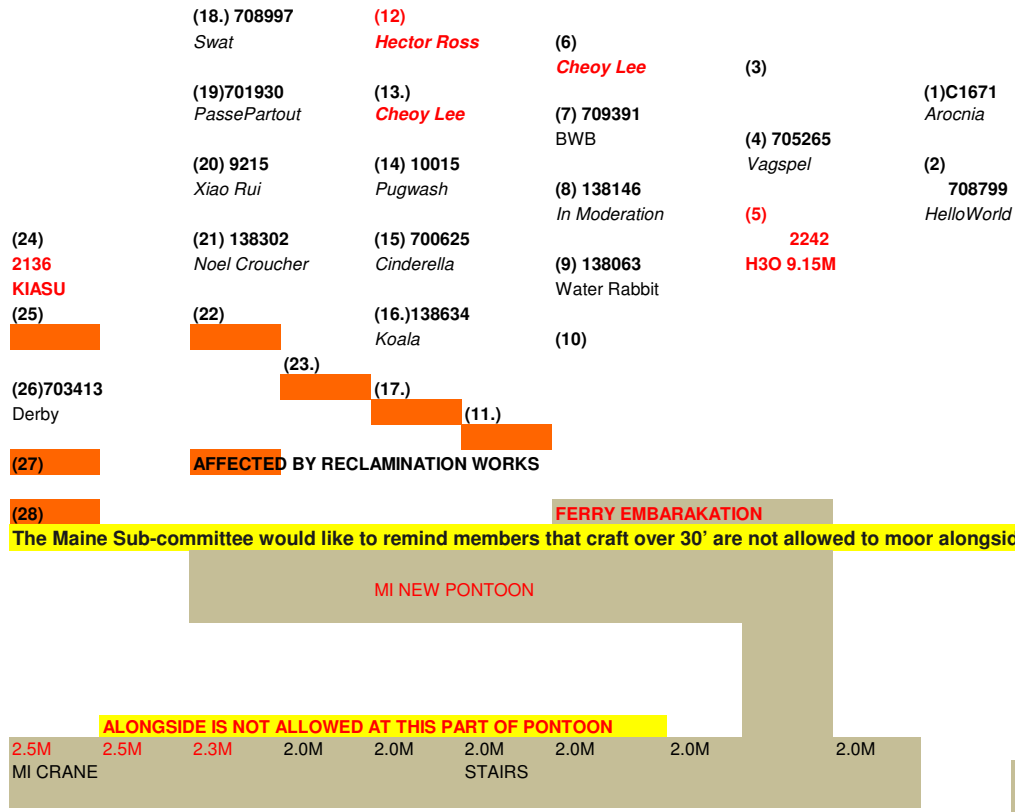 (18.) 708997 (12)
Swat Hector Ross (6)
Cheoy Lee (3)
(19)701930 (13.) (1)C1671
PassePartout Cheoy Lee (7) 709391 Arocnia
BWB (4) 705265
(20) 9215 (14) 10015 Vagspel (2)
Xiao Rui Pugwash (8) 138146 708799
In Moderation (5) HelloWorld
(24) (21) 138302 (15) 700625 2242
2136 Noel Croucher Cinderella (9) 138063 H3O 9.15M
KIASU Water Rabbit
(25) (22) (16.)138634
Koala (10)
(23.)
(26)703413 (17.)
Derby (11.)
(27) AFFECTED BY RECLAMINATION WORKS
(28) FERRY EMBARAKATION
The Maine Sub-committee would like to remind members that craft over 30’ are not allowed to moor
MI NEW PONTOON
ALONGSIDE IS NOT ALLOWED AT THIS PART OF PONTOON
2.5M 2.5M 2.3M 2.0M 2.0M 2.0M 2.0M 2.0M 2.0M
MI CRANE STAIRS